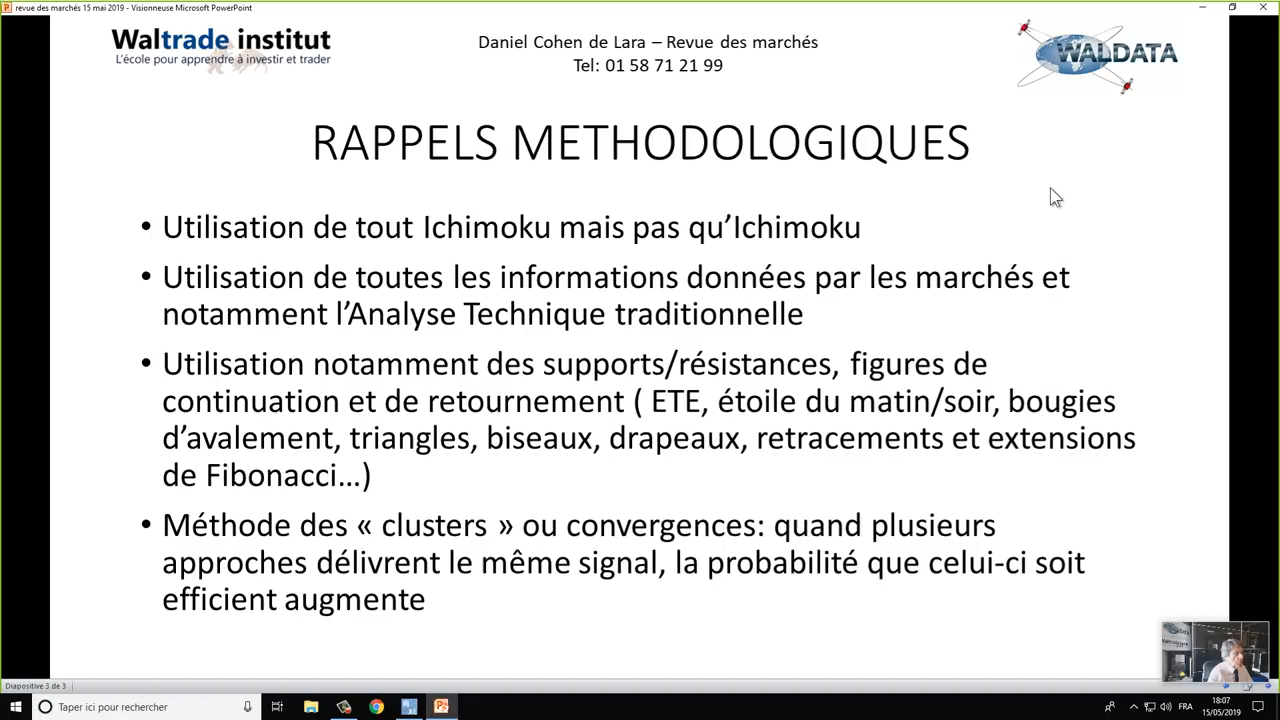 revue des marchés 15 mai 2019 - Visionneuse Microsoft PowerPoint
Waltrade institut
L'école pour apprendre à investir et trader
Daniel Cohen de Lara – Revue des marchés
Tel: 01 58 71 21 99
WALDATA
RAPPELS METHODOLOGIQUES
• Utilisation de tout Ichimoku mais pas qu’Ichimoku
• Utilisation de toutes les informations données par les marchés et
notamment l’Analyse Technique traditionnelle
• Utilisation notamment des supports/résistances, figures de
continuation et de retournement ( ETE, étoile du matin/soir, bougies
d’avalement, triangles, biseaux, drapeaux, retracements et extensions
de Fibonacci…)
• Méthode des « clusters » ou convergences: quand plusieurs
approches délivrent le même signal, la probabilité que celui-ci soit
efficient augmente
Diapositive 3 de 3
Taper ici pour rechercher
FRA
18:07
15/05/2019